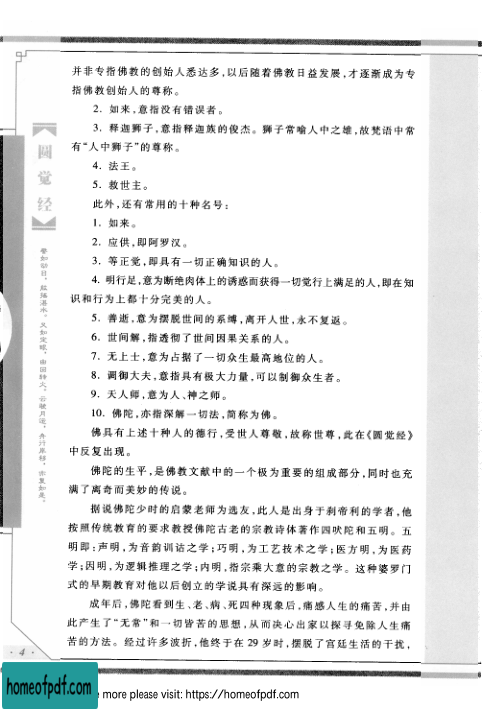 并非专指佛教的创始人悉达多,以后随着佛教日益发展,才逐渐成为专
指佛教创始人的尊称。
2. 如来,意指没有错误者。
3. 释迦狮子,意指释迦族的俊杰。狮子常喻人中之雄,故梵语中常
有“人中狮子”的尊称。
4. 法王。
5. 救世主。
此外,还有常用的十种名号:
1. 如来。
2. 应供,即阿罗汉。
3. 等正觉,即具有一切正确知识的人。
4. 明行足,意为断绝肉体上的诱惑而获得一切觉行上满足的人,即在知
识和行为上都十分完美的人。
5. 善逝,意为摆脱世间的系缚,离开人世,永不复返。
6. 世间解,指透彻了世间因果关系的人。
7. 无上士,意为占据了一切众生最高地位的人。
8. 调御大夫,意指具有极大力量,可以制御众生者。
9. 天人师,意为人、神之师。
10. 佛陀,亦指深解一切法,简称为佛。
佛具有上述十种人的德行,受世人尊敬,故称世尊,此在《圆觉经》
中反复出现。
佛陀的生平,是佛教文献中的一个极为重要的组成部分,同时也充
满了离奇而美妙的传说。
据说佛陀少时的启蒙老师为选友,此人是出身于刹帝利的学者,他
按照传统教育的要求教授佛陀古老的宗教诗体著作四吠陀和五明。五
明即:声明,为音韵训诂之学;巧明,为工艺技术之学;医方明,为医药
学;因明,为逻辑推理之学;内明,指宗乘大意的宗教之学。这种婆罗门
式的早期教育对他以后创立的学说具有深远的影响。
成年后,佛陀看到生、老、病、死四种现象后,痛感人生的痛苦,并由
此产生了“无常”和一切皆苦的思想,从而决心出家以探寻免除人生痛
苦的方法。经过许多波折,他终于在 29 岁时,摆脱了宫廷生活的干扰,
圆觉经
譬如动目,能摇湛水。又如定眼,由回转火。云驶月运,舟行岸移,亦复如是。
· 4 ·
homeofpdf.com
more please visit: https://homeofpdf.com